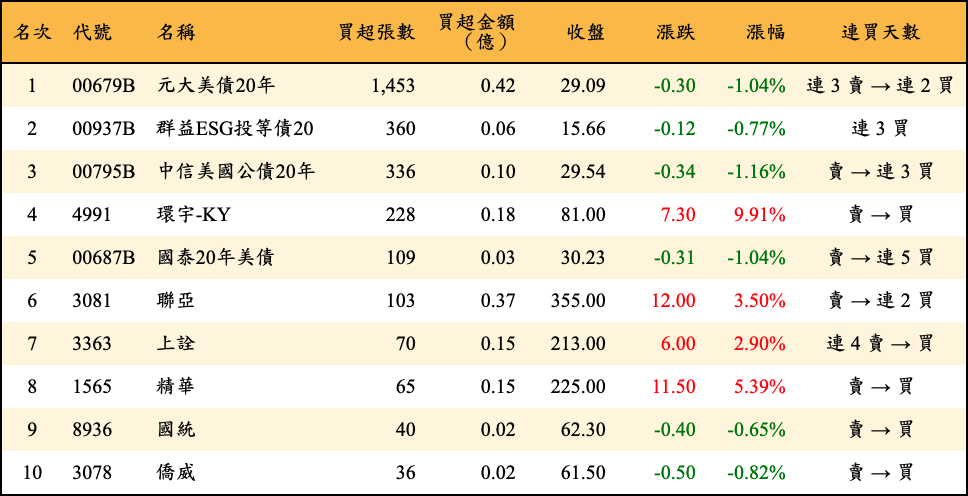 名次 代號 名稱 買超張數 買超金額（億） 收盤 漲跌 漲幅 連買天數
1 00679B 元大美債20年 1,453 0.42 29.09 -0.30 -1.04% 連 3 賣 → 連 2 買
2 00937B 群益ESG投等債20 360 0.06 15.66 -0.12 -0.77% 連 3 買
3 00795B 中信美國公債20年 336 0.10 29.54 -0.34 -1.16% 賣 → 連 3 買
4 4991 環宇-KY 228 0.18 81.00 7.30 9.91% 賣 → 買
5 00687B 國泰20年美債 109 0.03 30.23 -0.31 -1.04% 賣 → 連 5 買
6 3081 聯亞 103 0.37 355.00 12.00 3.50% 賣 → 連 2 買
7 3363 上詮 70 0.15 213.00 6.00 2.90% 連 4 賣 → 買
8 1565 精華 65 0.15 225.00 11.50 5.39% 賣 → 買
9 8936 國統 40 0.02 62.30 -0.40 -0.65% 賣 → 買
10 3078 僑威 36 0.02 61.50 -0.50 -0.82% 賣 → 買